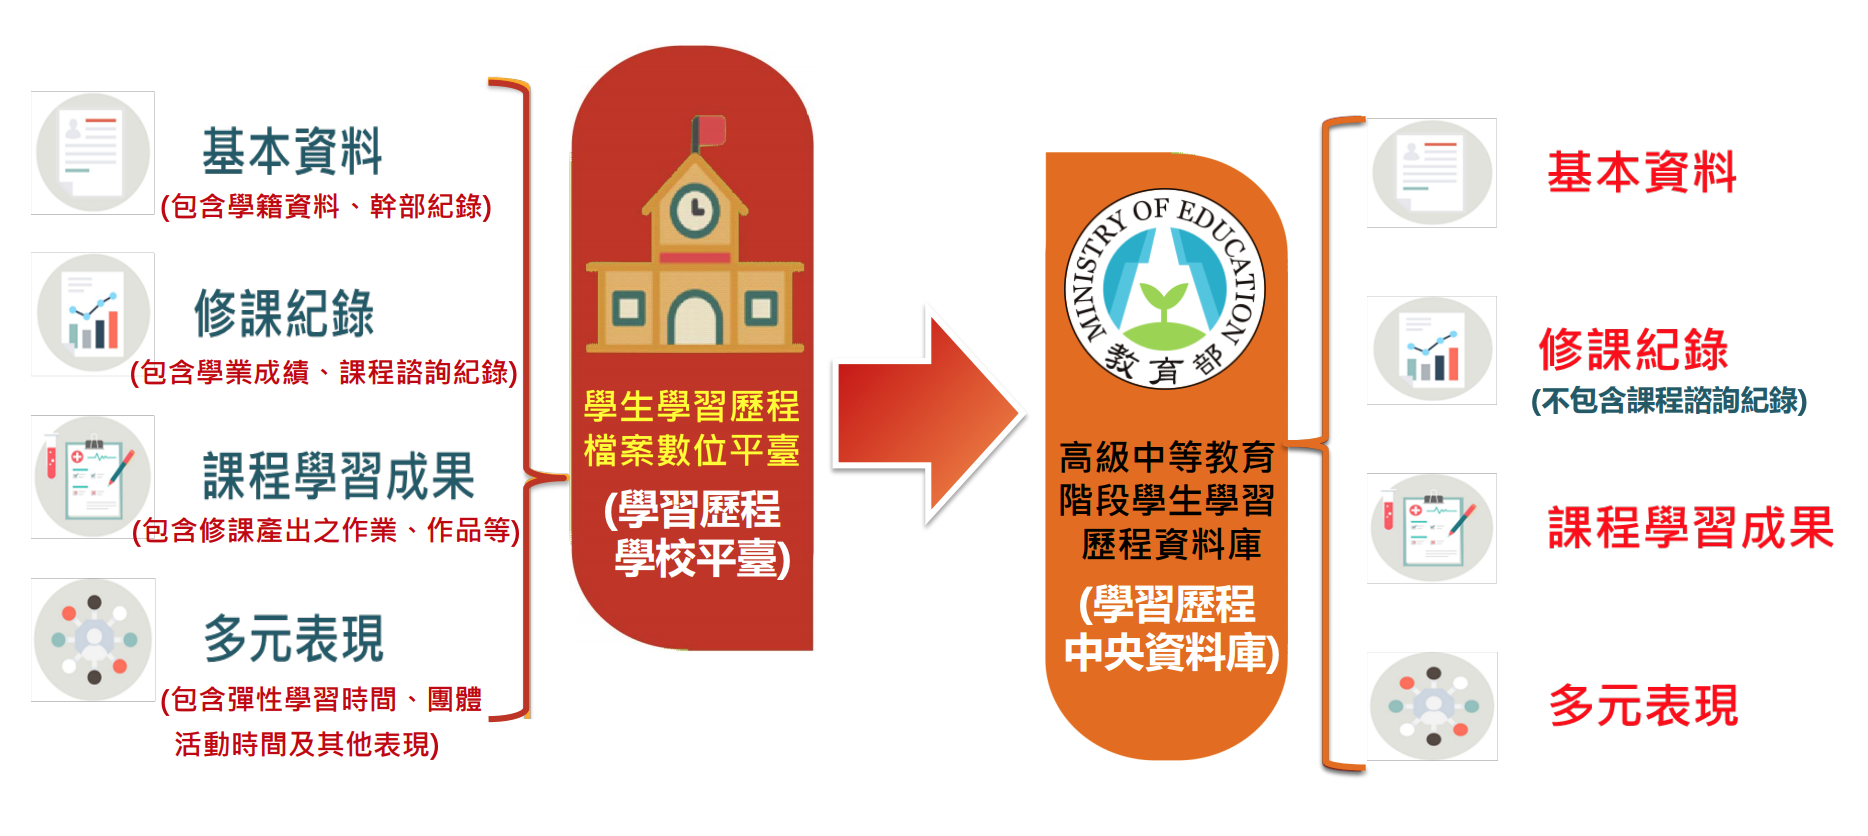 基本資料
(包含學籍資料、幹部紀錄)
修課紀錄
(包含學業成績、課程諮詢紀錄)
課程學習成果
(包含修課產出之作業、作品等)
多元表現
(包含彈性學習時間、團體
活動時間及其他表現)
學生學習歷程
檔案數位平臺
(學習歷程
學校平臺)
MINISTRY OF EDUCATION
教育部
高級中等教育
階段學生學習
歷程資料庫
(學習歷程
中央資料庫)
基本資料
修課紀錄
(不包含課程諮詢紀錄)
課程學習成果
多元表現